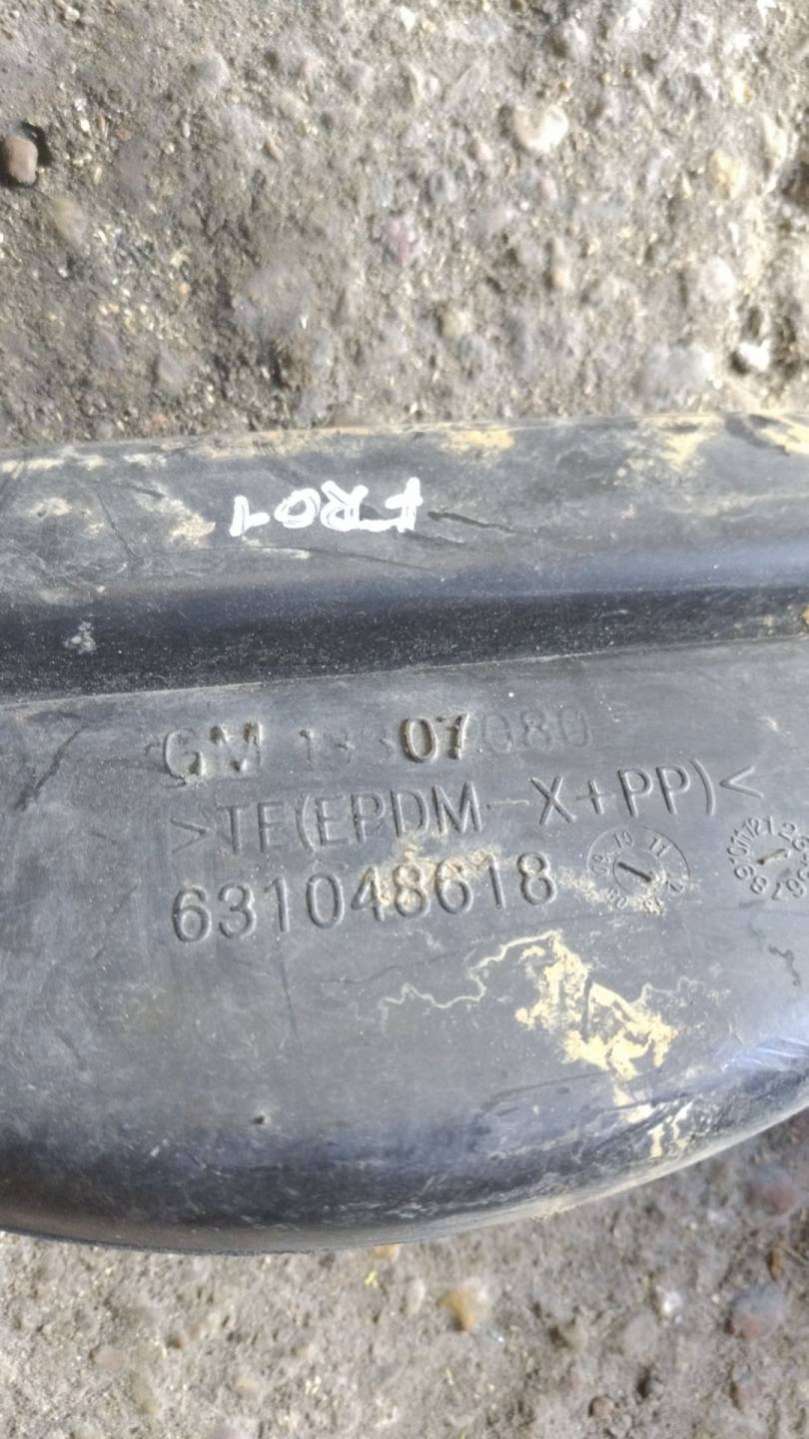 FR01
GM 13307080
>TE(EPDM-X+PP)<
631048618